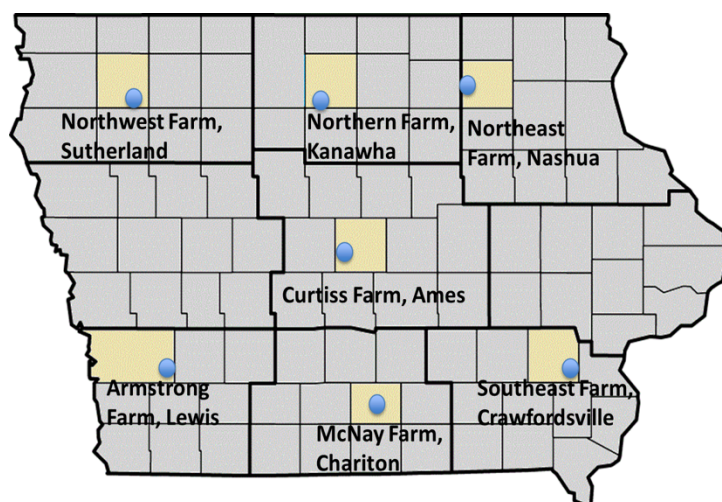 Northwest Farm,
Sutherland
Northern Farm,
Kanawha
Northeast
Farm, Nashua
Curtiss Farm, Ames
Armstrong
Farm, Lewis
McNay Farm,
Chariton
Southeast Farm,
Crawfordsville